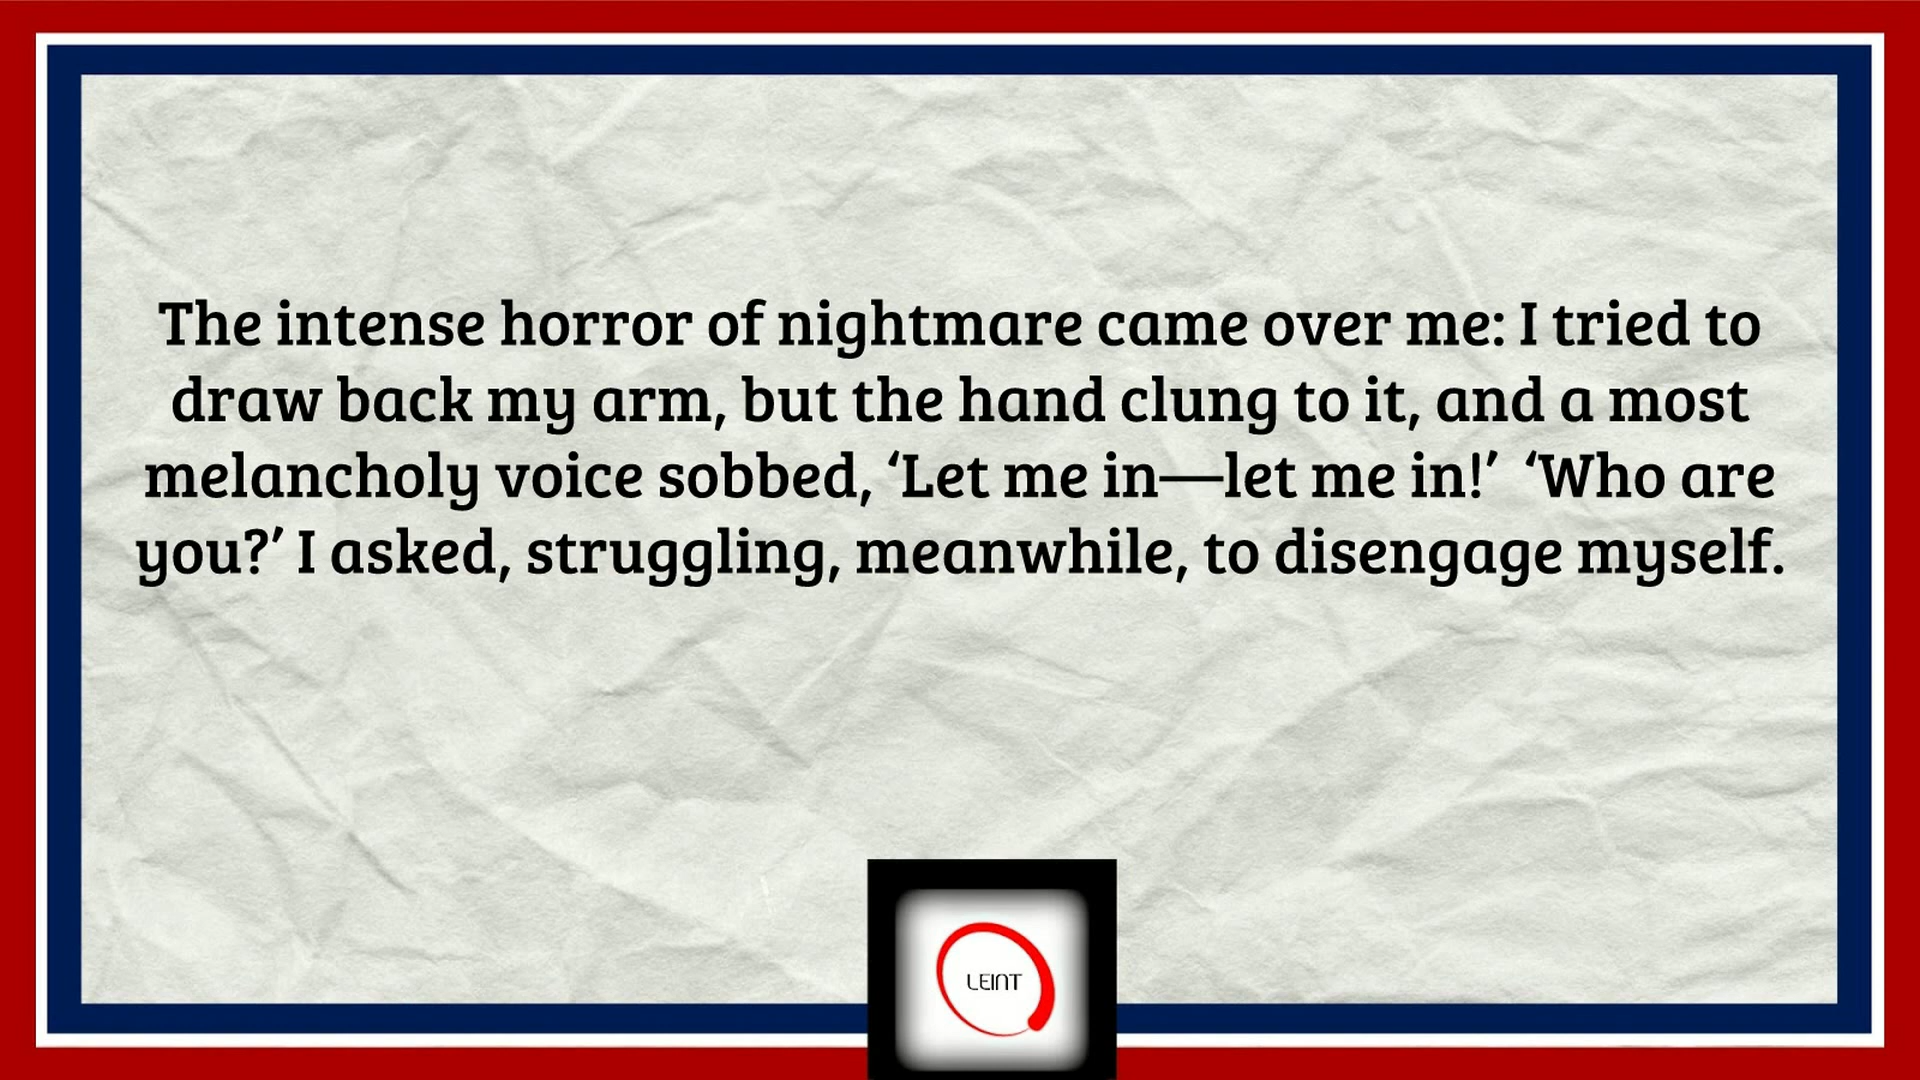 The intense horror of nightmare came over me: I tried to
draw back my arm, but the hand clung to it, and a most
melancholy voice sobbed, ‘Let me in—let me in!’  ‘Who are
you?’ I asked, struggling, meanwhile, to disengage myself.
LEINT